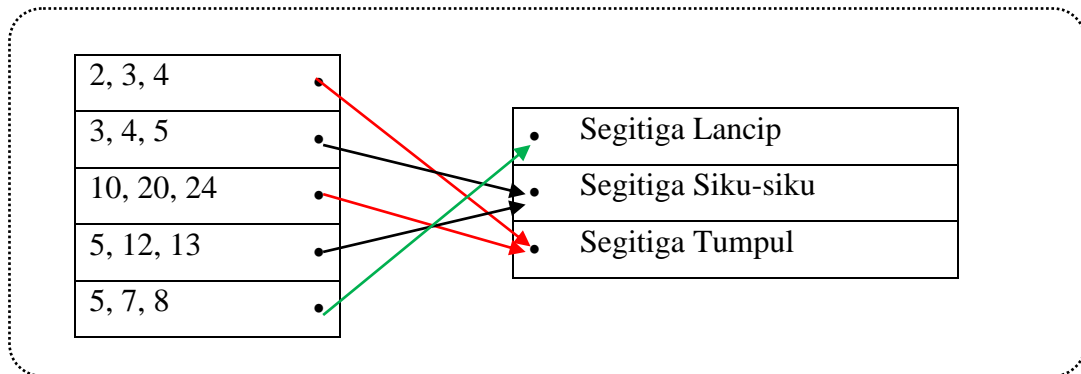 2, 3, 4
3, 4, 5
10, 20, 24
5, 12, 13
5, 7, 8
• Segitiga Lancip
• Segitiga Siku-siku
• Segitiga Tumpul